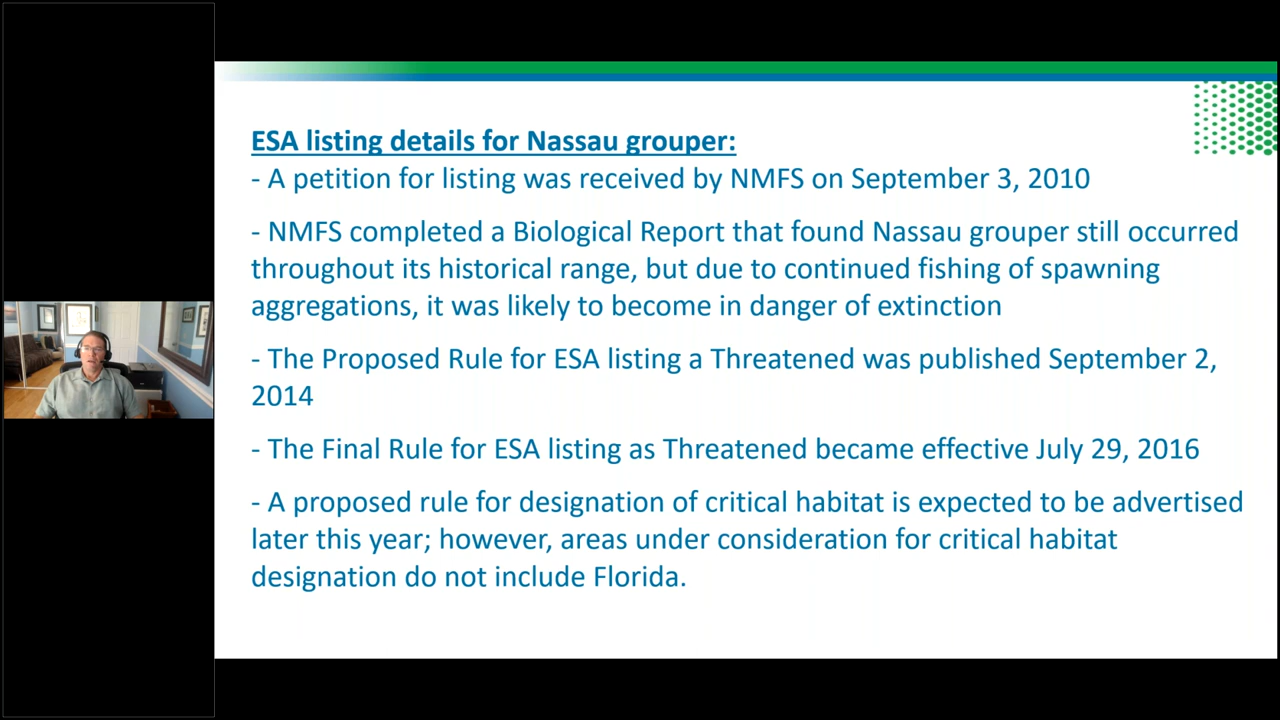 ESA listing details for Nassau grouper:
- A petition for listing was received by NMFS on September 3, 2010
- NMFS completed a Biological Report that found Nassau grouper still occurred
throughout its historical range, but due to continued fishing of spawning
aggregations, it was likely to become in danger of extinction
- The Proposed Rule for ESA listing a Threatened was published September 2,
2014
- The Final Rule for ESA listing as Threatened became effective July 29, 2016
- A proposed rule for designation of critical habitat is expected to be advertised
later this year; however, areas under consideration for critical habitat
designation do not include Florida.